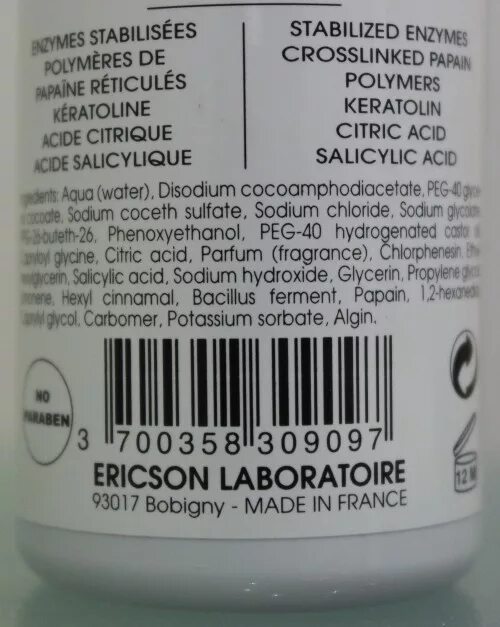 ENZYMES STABILISÉES
POLYMÈRES DE
PAPAÏNE RÉTICULÉS
KÉRATOLINE
ACIDE CITRIQUE
ACIDE SALICYLIQUE
STABILIZED ENZYMES
CROSSLINKED PAPAIN
POLYMERS
KERATOLIN
CITRIC ACID
SALICYLIC ACID
Aqua (water), Disodium cocoamphodiacetate, PEG-40
cocoate, Sodium coceth sulfate, Sodium chloride, Sodium
-26-buteth-26, Phenoxyethanol, PEG-40 hydrogenated castor
glycine, Citric acid, Parfum (fragrance), Chlorphenesin,
Salicylic acid, Sodium hydroxide, Glycerin, Propylene
Hexyl cinnamal, Bacillus ferment, Papain, 1,2-hexanediol
glycol, Carbomer, Potassium sorbate, Algin.
NO
PARABEN
3 700358 309097
12 M
ERICSON LABORATOIRE
93017 Bobigny - MADE IN FRANCE